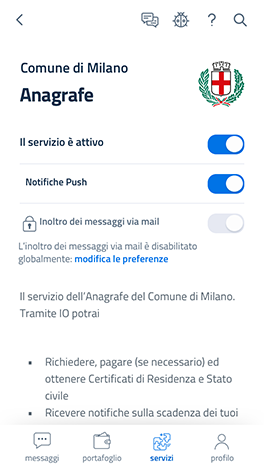 Comune di Milano
Anagrafe
Il servizio è attivo
Notifiche Push
Inoltro dei messaggi via mail
L'inoltro dei messaggi via mail è disabilitato
globalmente: modifica le preferenze
Il servizio dell'Anagrafe del Comune di Milano.
Tramite IO potrai
• Richiedere, pagare (se necessario) ed
ottenere Certificati di Residenza e Stato
civile
• Ricevere notifiche sulla scadenza dei tuoi
messaggi portafoglio servizi profilo